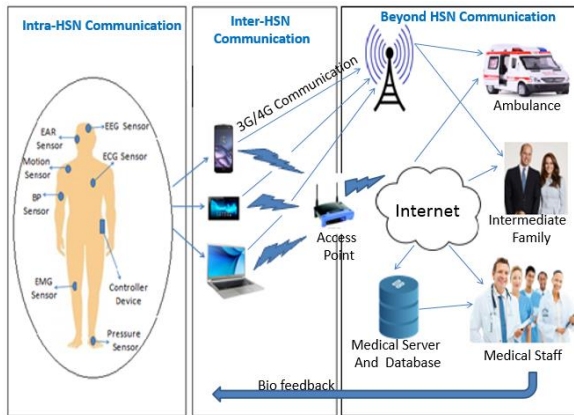 Intra-HSN Communication
Inter-HSN
Communication
Beyond HSN Communication
EAR
Sensor
EEG Sensor
Motion
Sensor
ECG Sensor
BP
Sensor
EMG
Sensor
Controller
Device
Pressure
Sensor
3G/4G Communication
Access
Point
Ambulance
Internet
Intermediate
Family
Medical Server
And Database
Medical Staff
Bio feedback